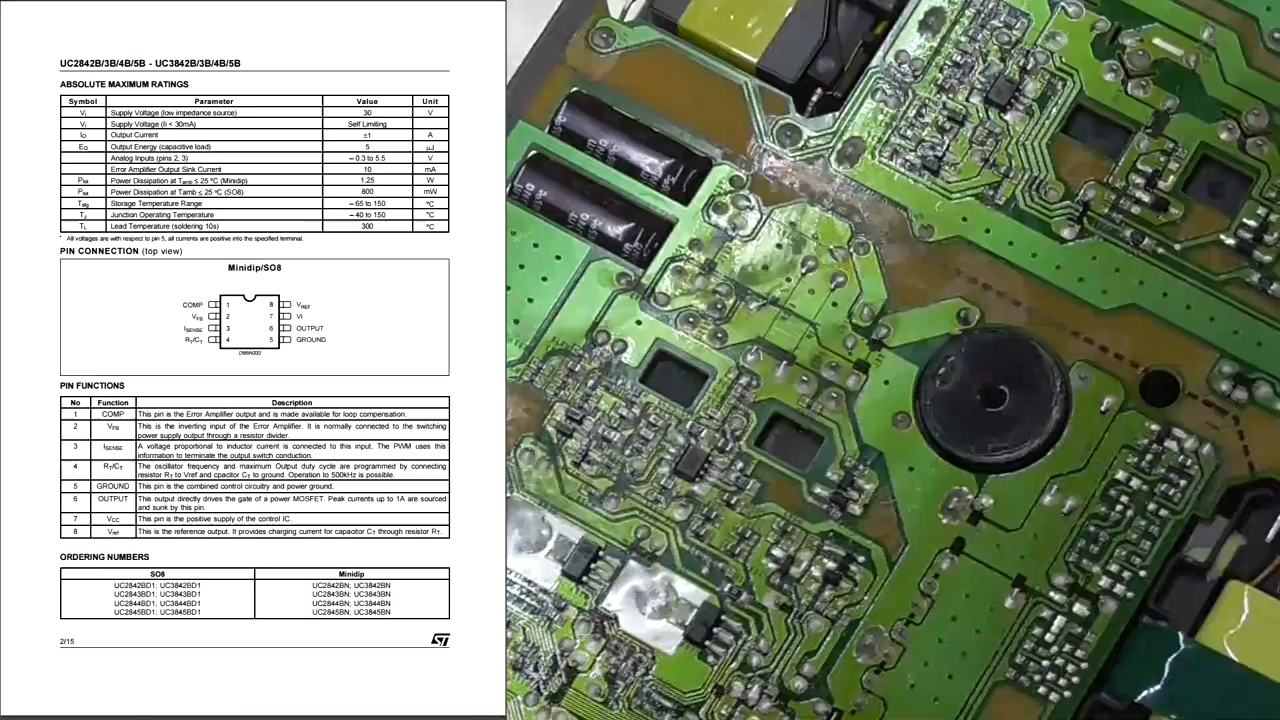 UC2842B/3B/4B/5B - UC3842B/3B/4B/5B
ABSOLUTE MAXIMUM RATINGS
Symbol Parameter Value Unit
Vi Supply Voltage (low impedance source) 30 V
Vi Supply Voltage (Ii < 30mA) Self Limiting
IO Output Current ±1 A
EO Output Energy (capacitive load) 5 μJ
Analog Inputs (pins 2, 3) – 0.3 to 5.5 V
Error Amplifier Output Sink Current 10 mA
Ptot Power Dissipation at Tamb ≤ 25 °C (Minidip) 1.25 W
Ptot Power Dissipation at Tamb ≤ 25 °C (SO8) 800 mW
Tstg Storage Temperature Range – 65 to 150 °C
TJ Junction Operating Temperature – 40 to 150 °C
TL Lead Temperature (soldering 10s) 300 °C
* All voltages are with respect to pin 5, all currents are positive into the specified terminal.
PIN CONNECTION (top view)
Minidip/SO8
COMP 1 8 VREF
VFB 2 7 VI
ISENSE 3 6 OUTPUT
RT/CT 4 5 GROUND
D95IN332
PIN FUNCTIONS
No Function Description
1 COMP This pin is the Error Amplifier output and is made available for loop compensation.
2 VFB This is the inverting input of the Error Amplifier. It is normally connected to the switching
power supply output through a resistor divider.
3 ISENSE A voltage proportional to inductor current is connected to this input. The PWM uses this
information to terminate the output switch conduction.
4 RT/CT The oscillator frequency and maximum Output duty cycle are programmed by connecting
resistor RT to Vref and cpacitor CT to ground. Operation to 500kHz is possible.
5 GROUND This pin is the combined control circuitry and power ground.
6 OUTPUT This output directly drives the gate of a power MOSFET. Peak currents up to 1A are sourced
and sunk by this pin.
7 VCC This pin is the positive supply of the control IC.
8 Vref This is the reference output. It provides charging current for capacitor CT through resistor RT.
ORDERING NUMBERS
SO8 Minidip
UC2842BD1; UC3842BD1 UC2842BN; UC3842BN
UC2843BD1; UC3843BD1 UC2843BN; UC3843BN
UC2844BD1; UC3844BD1 UC2844BN; UC3844BN
UC2845BD1; UC3845BD1 UC2845BN; UC3845BN
2/15
ST